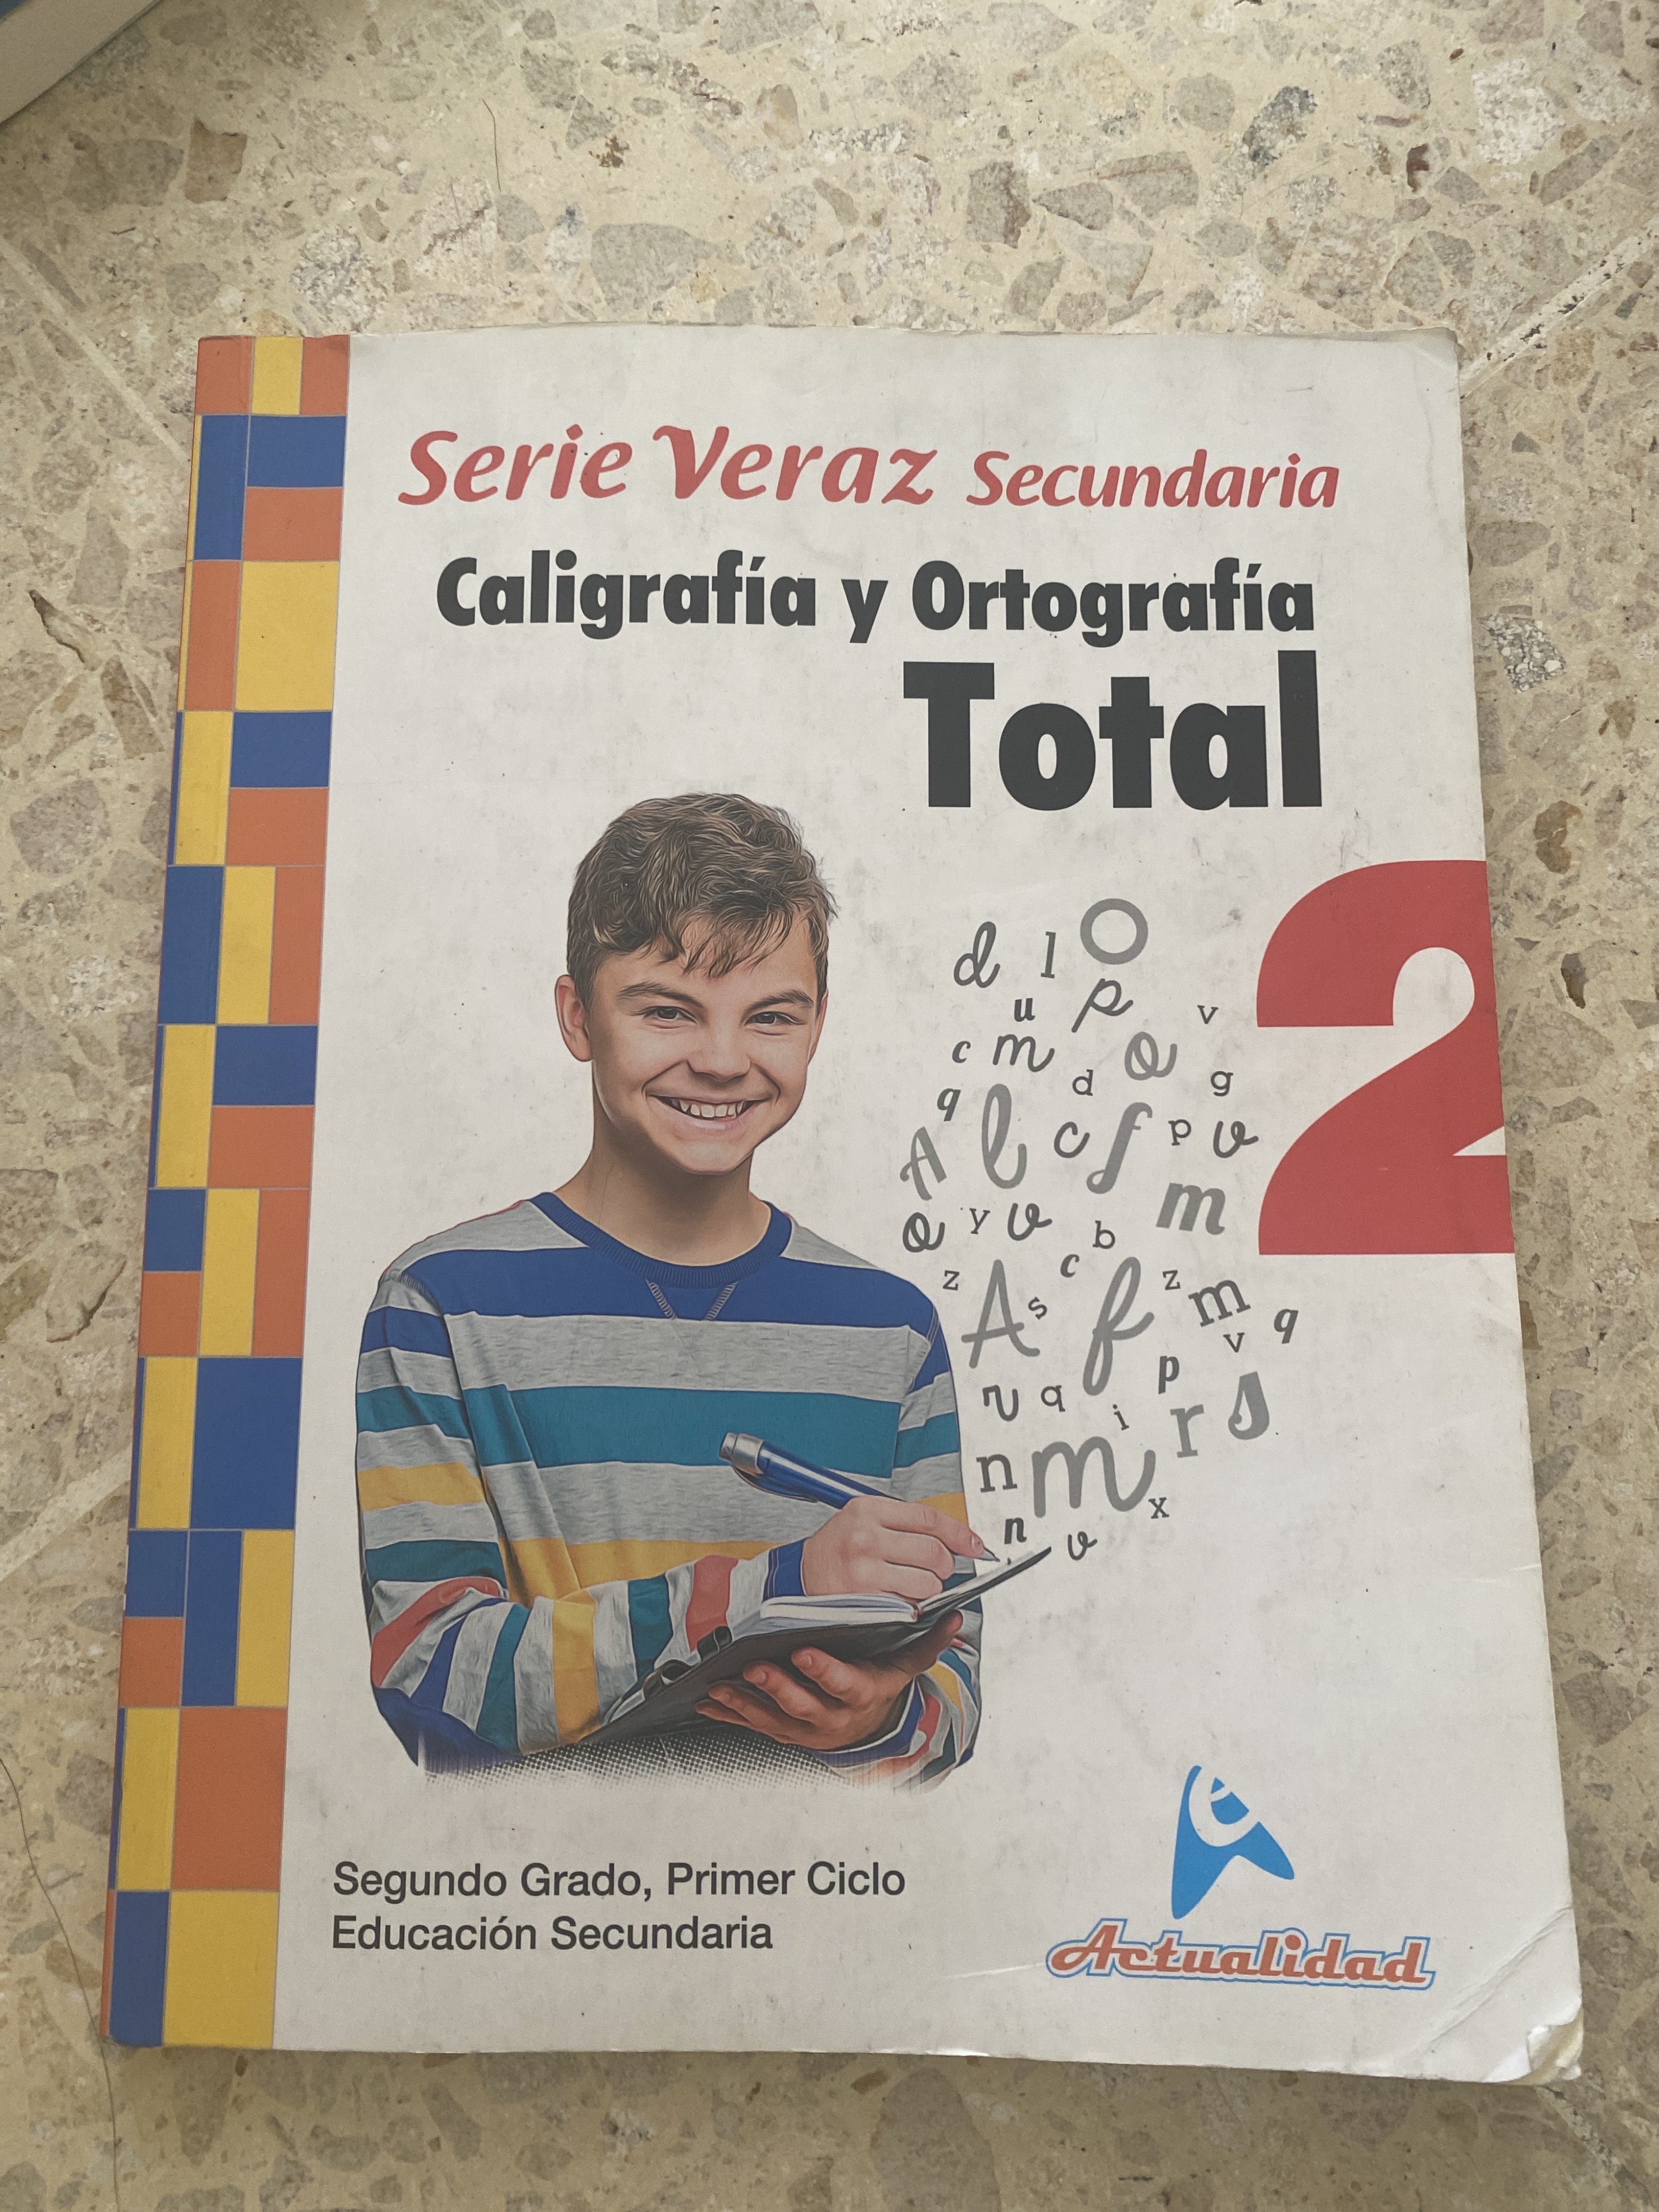 Serie Veraz Secundaria
Caligrafía y Ortografía
Total
2
d l O
u p v
c m d a g
q A l c f p v
a y v b m
z A s c f z m q
v
r q i p r s
n m x
n v
Segundo Grado, Primer Ciclo
Educación Secundaria
Actualidad